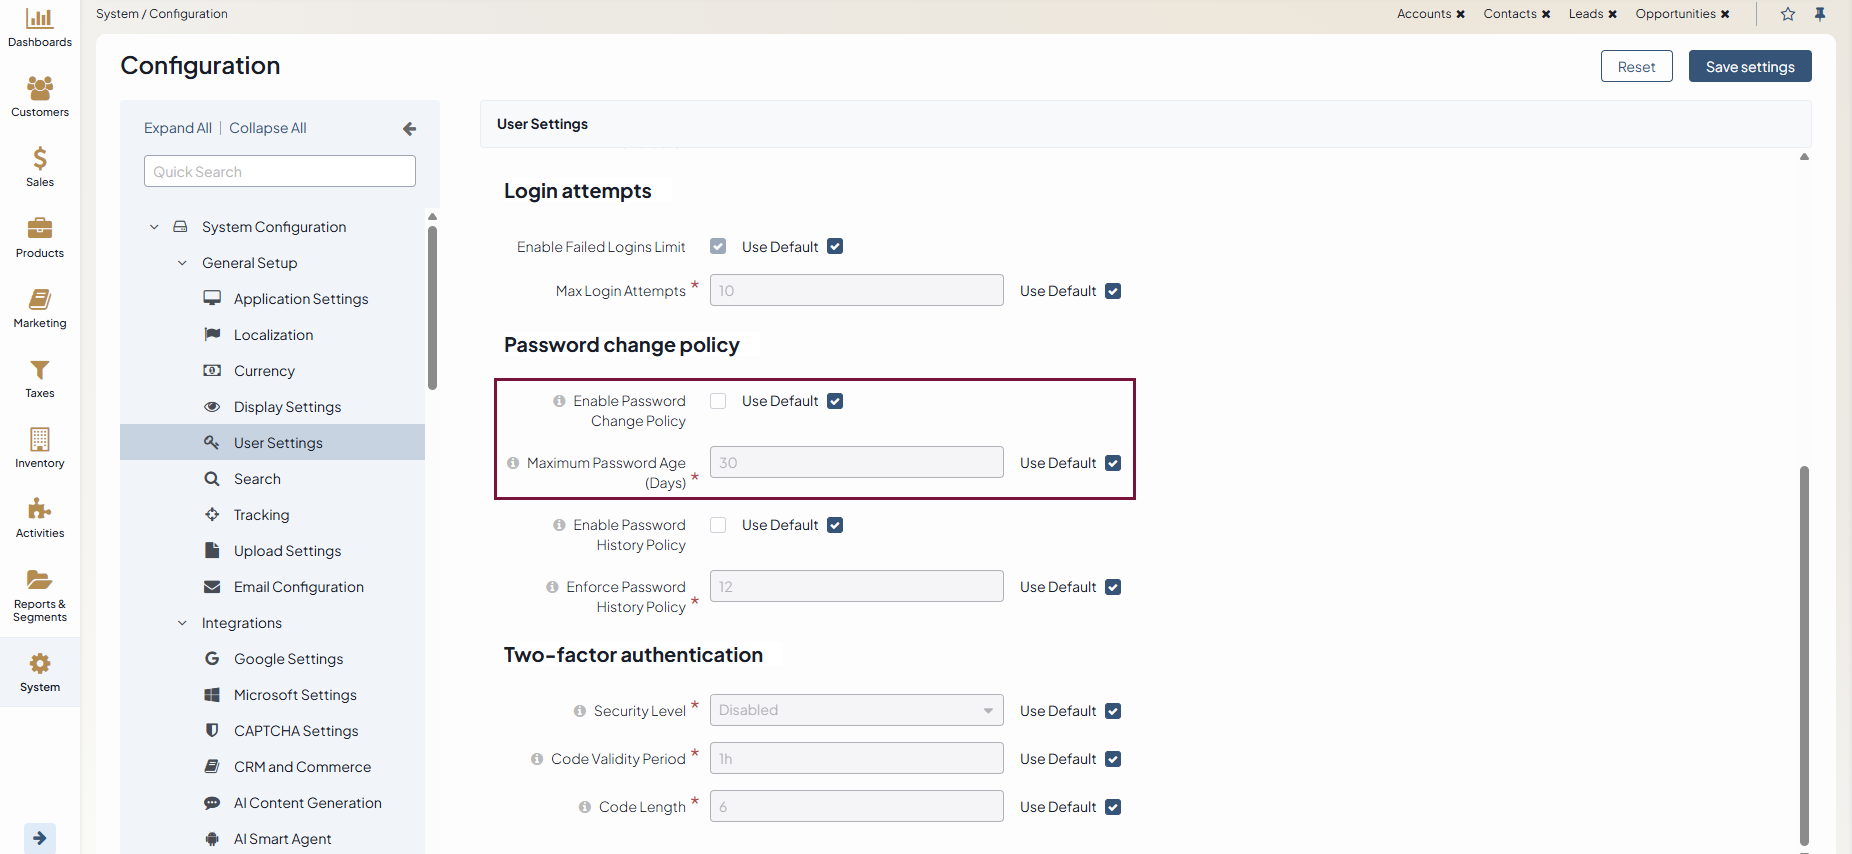 System / Configuration
Accounts ✖ Contacts ✖ Leads ✖ Opportunities ✖
Dashboards
Customers
Sales
Products
Marketing
Taxes
Inventory
Activities
Reports &
Segments
System
Configuration
Reset
Save settings
Expand All | Collapse All
Quick Search
System Configuration
General Setup
Application Settings
Localization
Currency
Display Settings
User Settings
Search
Tracking
Upload Settings
Email Configuration
Integrations
Google Settings
Microsoft Settings
CAPTCHA Settings
CRM and Commerce
AI Content Generation
AI Smart Agent
User Settings
Login attempts
Enable Failed Logins Limit Use Default
Max Login Attempts * 10 Use Default
Password change policy
Enable Password Use Default
Change Policy
Maximum Password Age 30 Use Default
(Days) *
Enable Password Use Default
History Policy
Enforce Password 12 Use Default
History Policy *
Two-factor authentication
Security Level * Disabled Use Default
Code Validity Period * 1h Use Default
Code Length * 6 Use Default